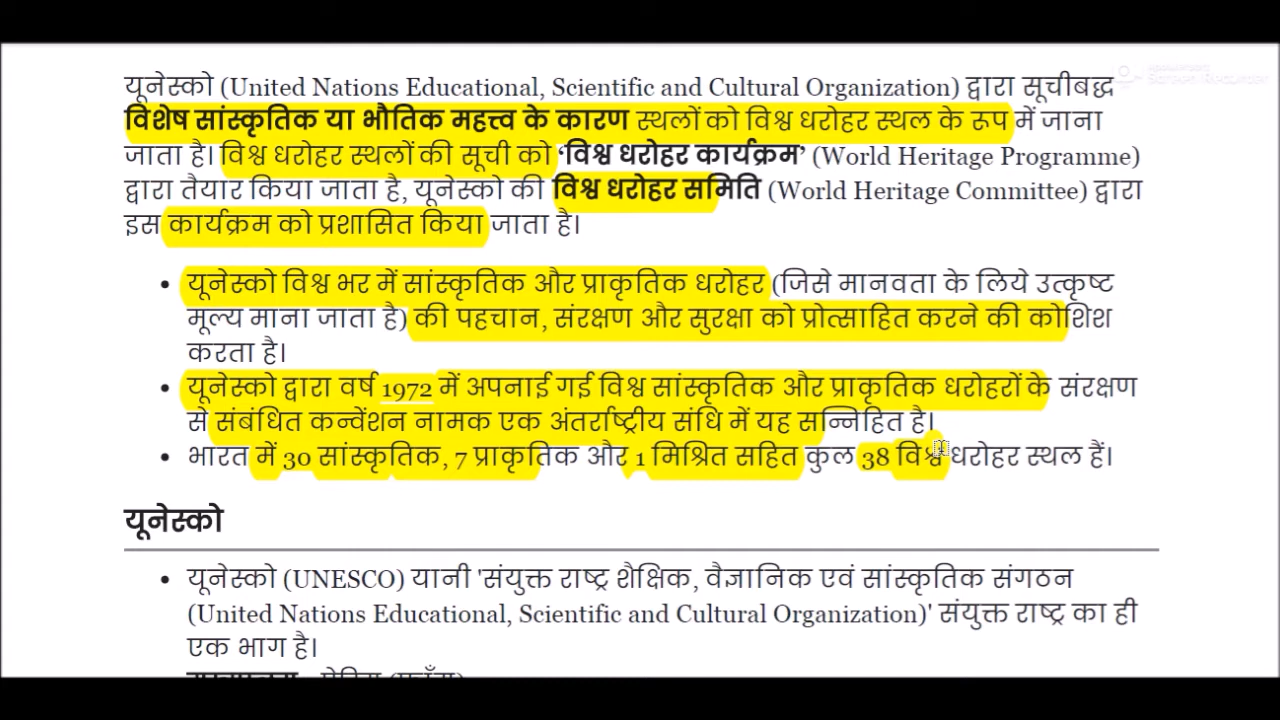 यूनेस्को (United Nations Educational, Scientific and Cultural Organization) द्वारा सूचीबद्ध
विशेष सांस्कृतिक या भौतिक महत्त्व के कारण स्थलों को विश्व धरोहर स्थल के रूप में जाना
जाता है। विश्व धरोहर स्थलों की सूची को ‘विश्व धरोहर कार्यक्रम’ (World Heritage Programme)
द्वारा तैयार किया जाता है, यूनेस्को की विश्व धरोहर समिति (World Heritage Committee) द्वारा
इस कार्यक्रम को प्रशासित किया जाता है।
• यूनेस्को विश्व भर में सांस्कृतिक और प्राकृतिक धरोहर (जिसे मानवता के लिये उत्कृष्ट
मूल्य माना जाता है) की पहचान, संरक्षण और सुरक्षा को प्रोत्साहित करने की कोशिश
करता है।
• यूनेस्को द्वारा वर्ष 1972 में अपनाई गई विश्व सांस्कृतिक और प्राकृतिक धरोहरों के संरक्षण
से संबंधित कन्वेंशन नामक एक अंतर्राष्ट्रीय संधि में यह सन्निहित है।
• भारत में 30 सांस्कृतिक, 7 प्राकृतिक और 1 मिश्रित सहित कुल 38 विश्व धरोहर स्थल हैं।
यूनेस्को
• यूनेस्को (UNESCO) यानी 'संयुक्त राष्ट्र शैक्षिक, वैज्ञानिक एवं सांस्कृतिक संगठन
(United Nations Educational, Scientific and Cultural Organization)' संयुक्त राष्ट्र का ही
एक भाग है।